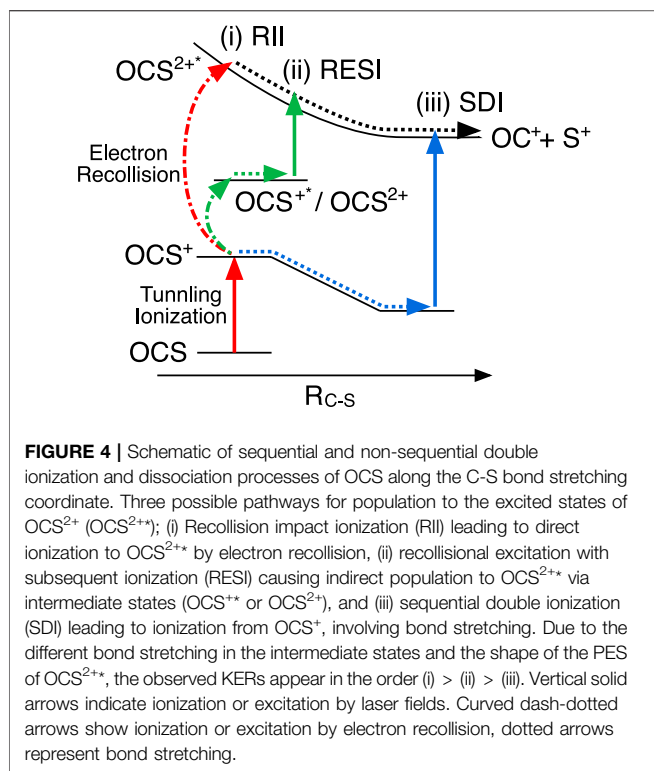 (i) RII
OCS2+*
(ii) RESI
(iii) SDI
OC+ + S+
Electron
Recollision
OCS+* / OCS2+
OCS+
Tunnling
Ionization
OCS
RC-S
FIGURE 4 | Schematic of sequential and non-sequential double
ionization and dissociation processes of OCS along the C-S bond stretching
coordinate. Three possible pathways for population to the excited states of
OCS2+ (OCS2+*); (i) Recollision impact ionization (RII) leading to direct
ionization to OCS2+* by electron recollision, (ii) recollisional excitation with
subsequent ionization (RESI) causing indirect population to OCS2+* via
intermediate states (OCS+* or OCS2+), and (iii) sequential double ionization
(SDI) leading to ionization from OCS+, involving bond stretching. Due to the
different bond stretching in the intermediate states and the shape of the PES
of OCS2+*, the observed KERs appear in the order (i) > (ii) > (iii). Vertical solid
arrows indicate ionization or excitation by laser fields. Curved dash-dotted
arrows show ionization or excitation by electron recollision, dotted arrows
represent bond stretching.